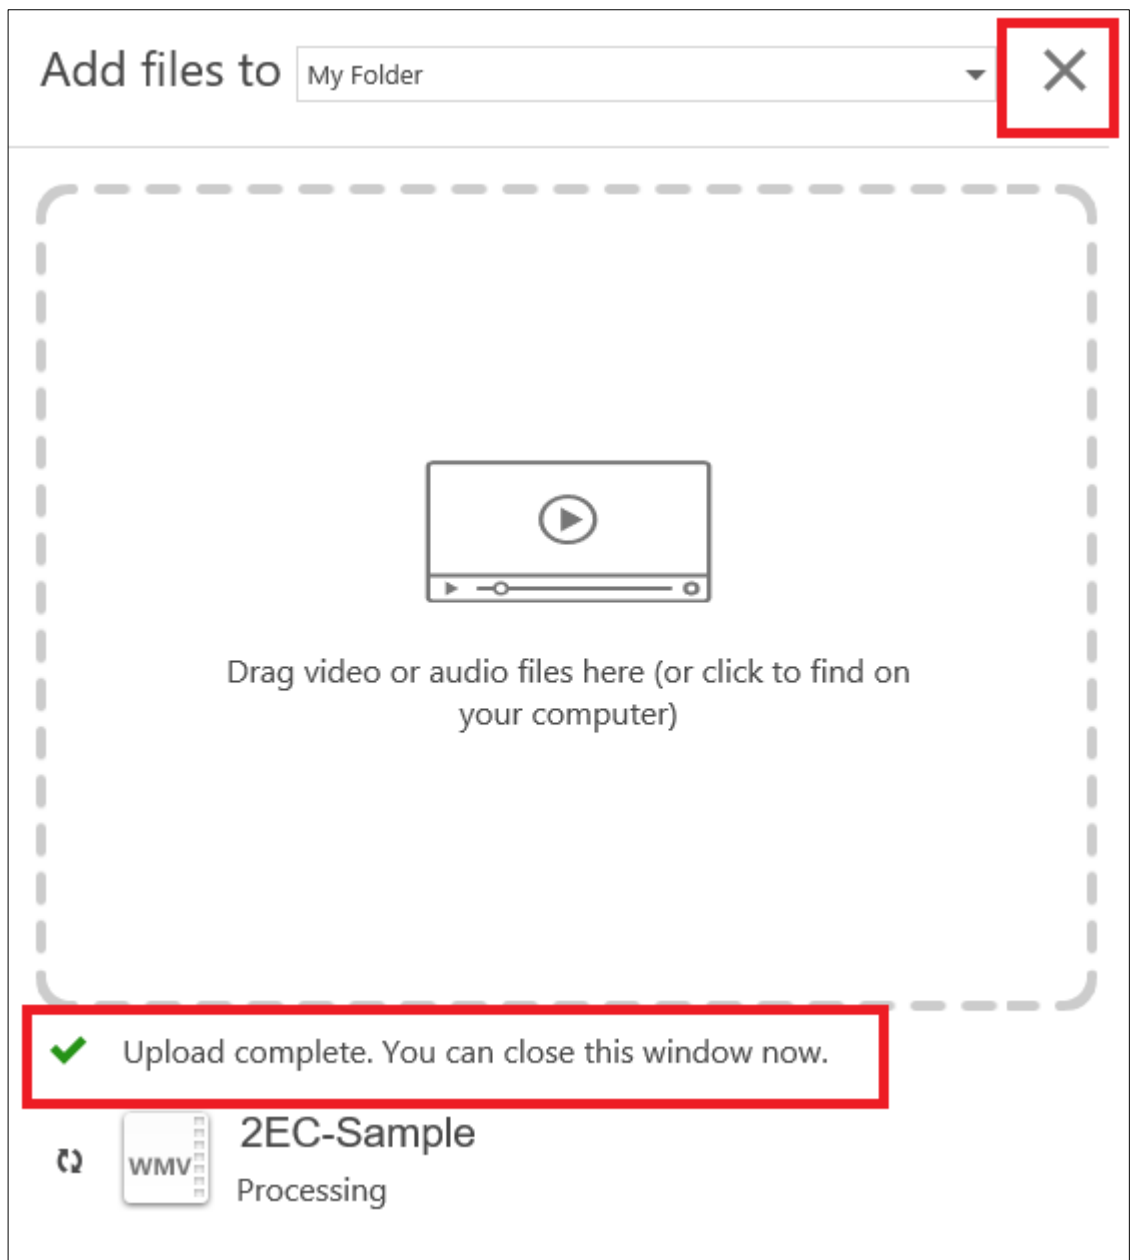 Add files to My Folder
Drag video or audio files here (or click to find on
your computer)
Upload complete. You can close this window now.
2EC-Sample
WMV
Processing